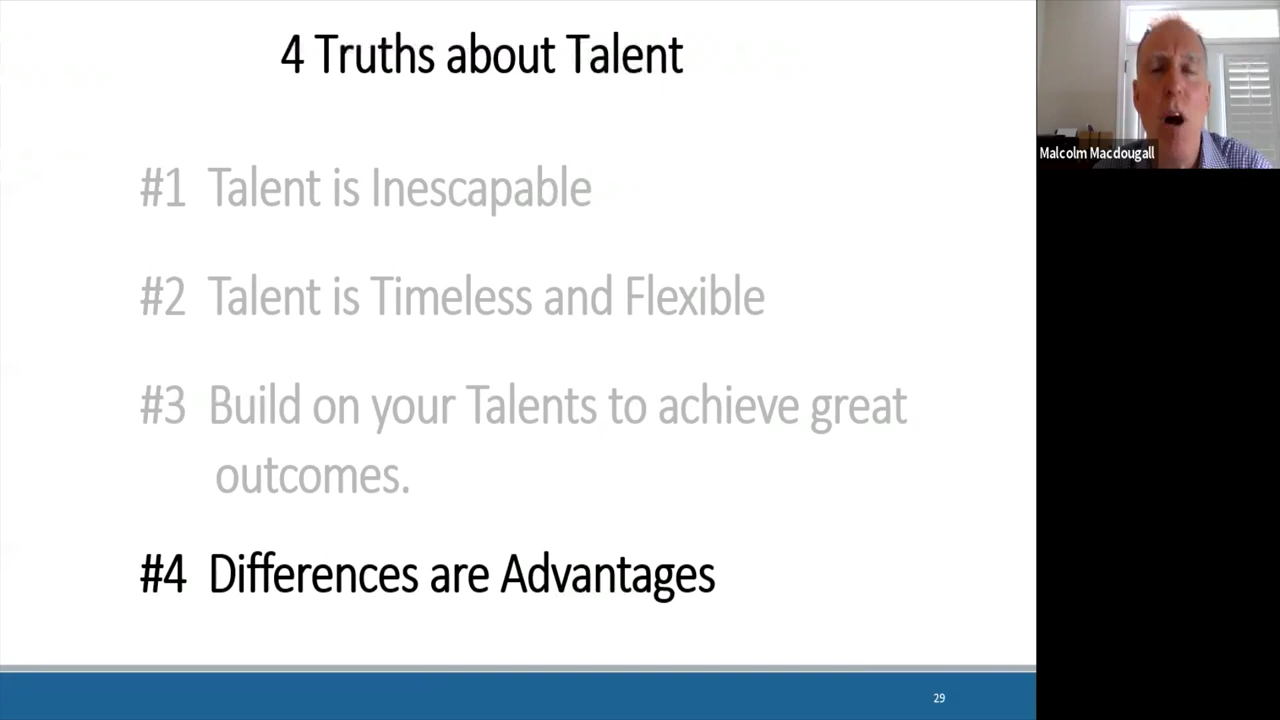 4 Truths about Talent
#1 Talent is Inescapable
#2 Talent is Timeless and Flexible
#3 Build on your Talents to achieve great
outcomes.
#4 Differences are Advantages
29
Malcolm Macdougall